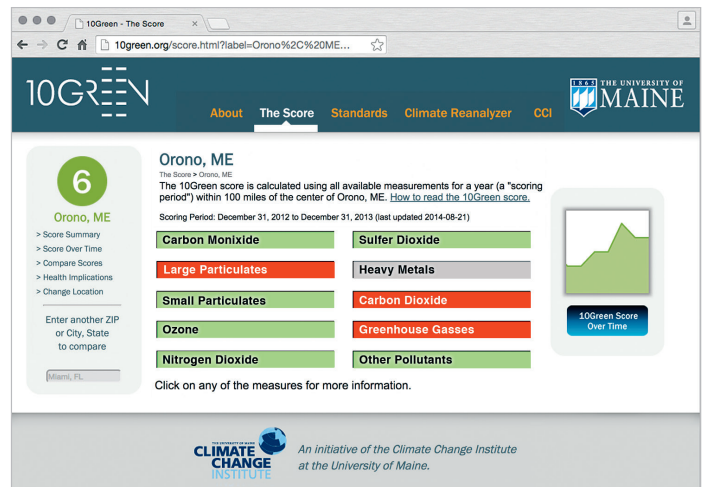 10Green - The Score
10green.org/score.html?label=Orono%2C%20ME...
10GREEN
About The Score Standards Climate Reanalyzer CCI
1865 THE UNIVERSITY OF
MAINE
6
Orono, ME
> Score Summary
> Score Over Time
> Compare Scores
> Health Implications
> Change Location
Enter another ZIP
or City, State
to compare
Miami, FL
Orono, ME
The Score > Orono, ME
The 10Green score is calculated using all available measurements for a year (a "scoring
period") within 100 miles of the center of Orono, ME. How to read the 10Green score.
Scoring Period: December 31, 2012 to December 31, 2013 (last updated 2014-08-21)
Carbon Monixide
Sulfer Dioxide
Large Particulates
Heavy Metals
Small Particulates
Carbon Dioxide
Ozone
Greenhouse Gasses
Nitrogen Dioxide
Other Pollutants
Click on any of the measures for more information.
10Green Score
Over Time
THE UNIVERSITY OF MAINE
CLIMATE
CHANGE
INSTITUTE
An initiative of the Climate Change Institute
at the University of Maine.